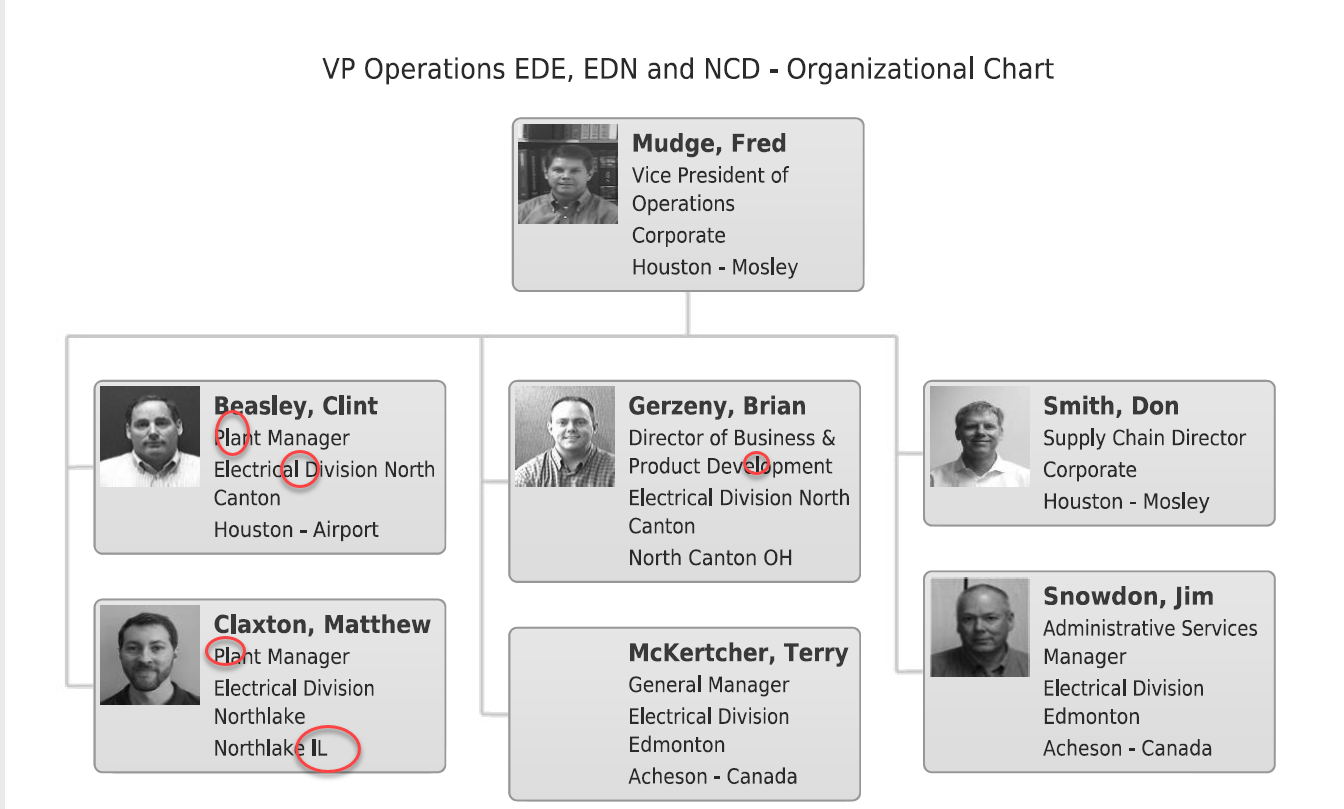 VP Operations EDE, EDN and NCD - Organizational Chart
Mudge, Fred
Vice President of
Operations
Corporate
Houston - Mosley
Beasley, Clint
Plant Manager
Electrical Division North
Canton
Houston - Airport
Claxton, Matthew
Plant Manager
Electrical Division
Northlake
Northlake IL
Gerzeny, Brian
Director of Business &
Product Development
Electrical Division North
Canton
North Canton OH
McKertcher, Terry
General Manager
Electrical Division
Edmonton
Acheson - Canada
Smith, Don
Supply Chain Director
Corporate
Houston - Mosley
Snowdon, Jim
Administrative Services
Manager
Electrical Division
Edmonton
Acheson - Canada